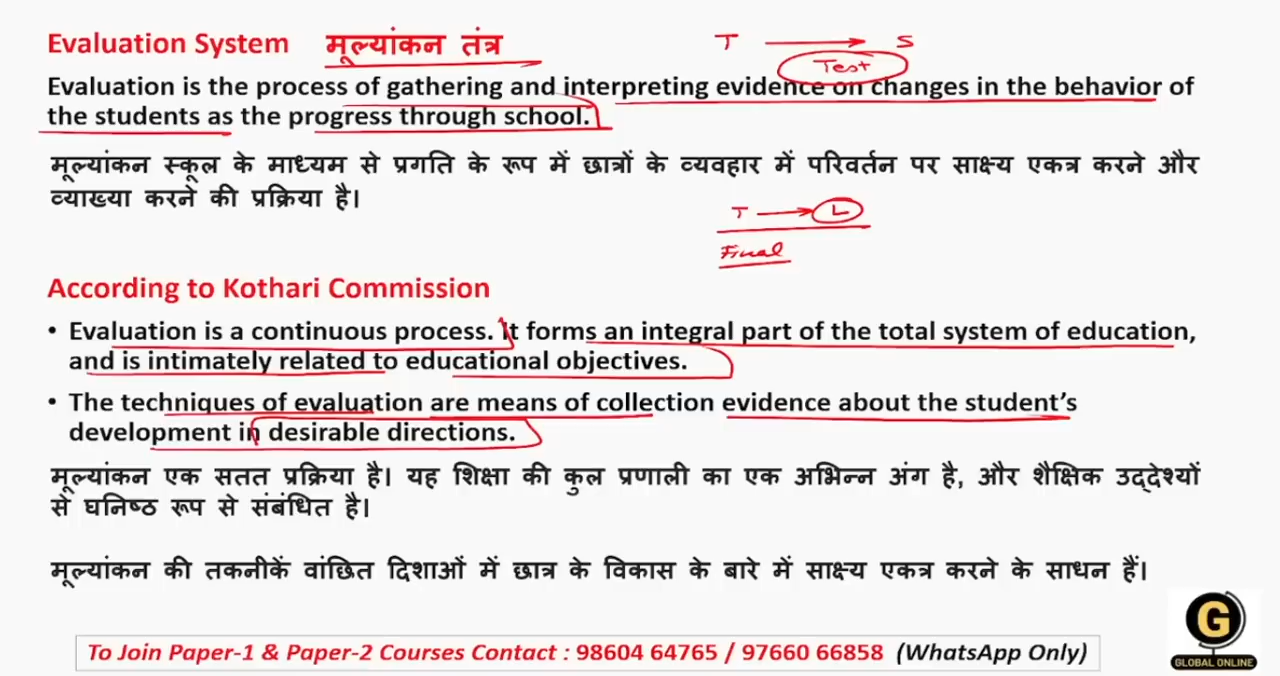 Evaluation System मूल्यांकन तंत्र
T → S
Test
Evaluation is the process of gathering and interpreting evidence on changes in the behavior of
the students as the progress through school.
मूल्यांकन स्कूल के माध्यम से प्रगति के रूप में छात्रों के व्यवहार में परिवर्तन पर साक्ष्य एकत्र करने और
व्याख्या करने की प्रक्रिया है।
T → L
Final
According to Kothari Commission
• Evaluation is a continuous process. It forms an integral part of the total system of education,
and is intimately related to educational objectives.
• The techniques of evaluation are means of collection evidence about the student's
development in desirable directions.
मूल्यांकन एक सतत प्रक्रिया है। यह शिक्षा की कुल प्रणाली का एक अभिन्न अंग है, और शैक्षिक उद्देश्यों
से घनिष्ठ रूप से संबंधित है।
मूल्यांकन की तकनीकें वांछित दिशाओं में छात्र के विकास के बारे में साक्ष्य एकत्र करने के साधन हैं।
To Join Paper-1 & Paper-2 Courses Contact : 98604 64765 / 97660 66858 (WhatsApp Only)
G
GLOBAL ONLINE